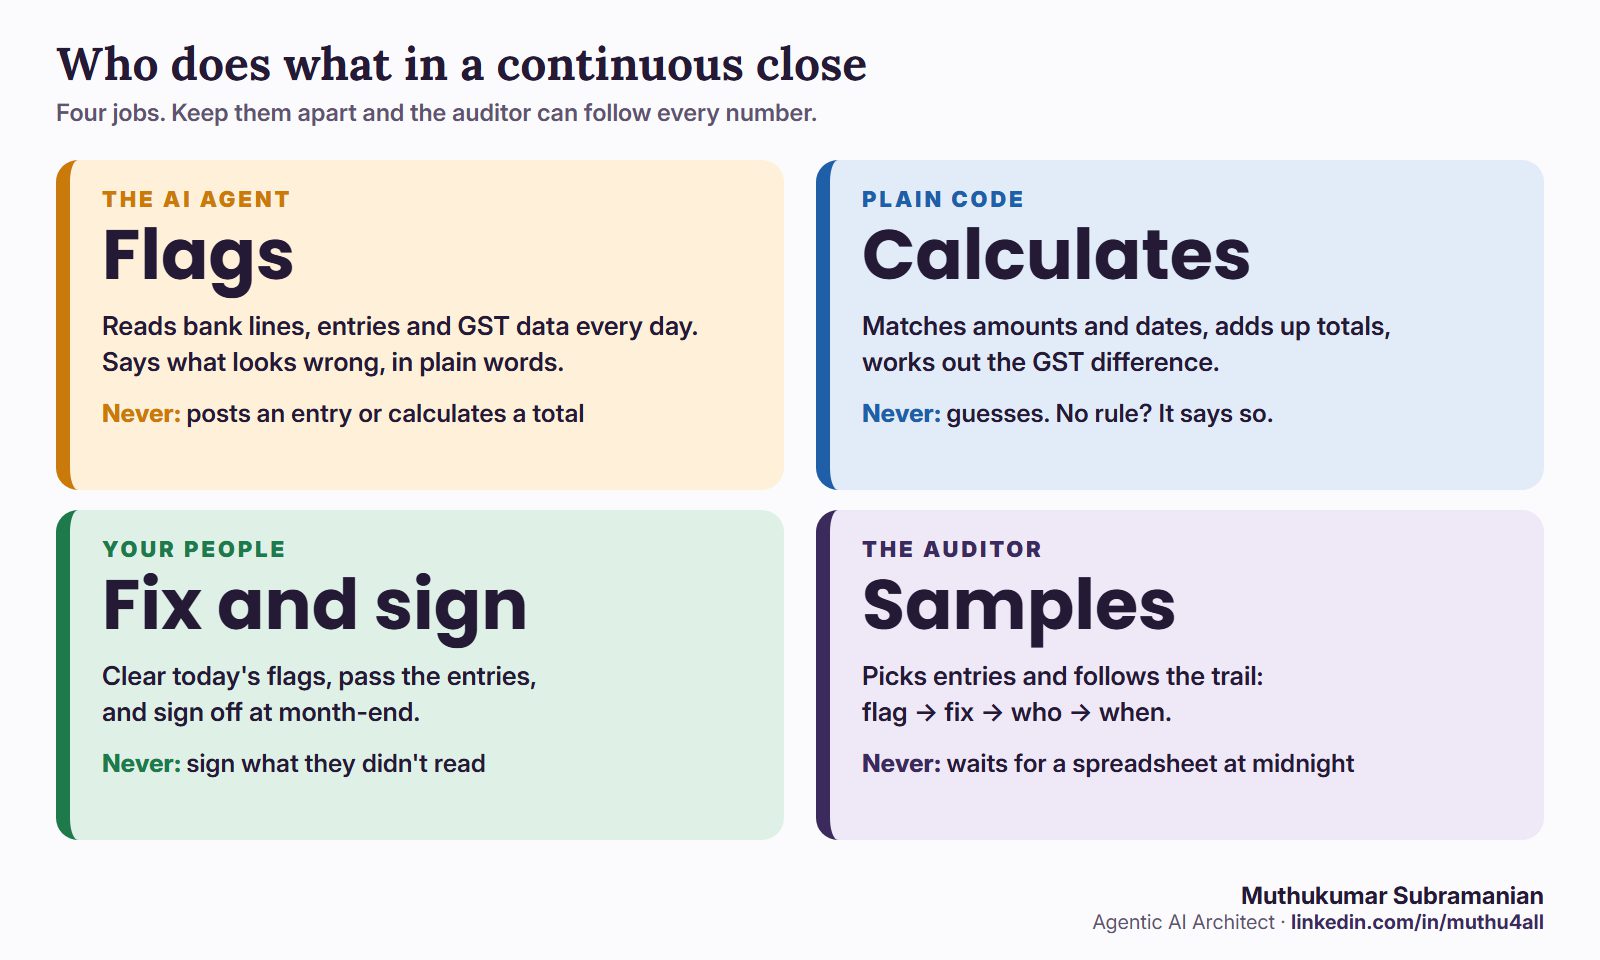 Who does what in a continuous close
Four jobs. Keep them apart and the auditor can follow every number.
THE AI AGENT
Flags
Reads bank lines, entries and GST data every day.
Says what looks wrong, in plain words.
Never: posts an entry or calculates a total
PLAIN CODE
Calculates
Matches amounts and dates, adds up totals,
works out the GST difference.
Never: guesses. No rule? It says so.
YOUR PEOPLE
Fix and sign
Clear today's flags, pass the entries,
and sign off at month-end.
Never: sign what they didn't read
THE AUDITOR
Samples
Picks entries and follows the trail:
flag → fix → who → when.
Never: waits for a spreadsheet at midnight
Muthukumar Subramanian
Agentic AI Architect · linkedin.com/in/muthu4all